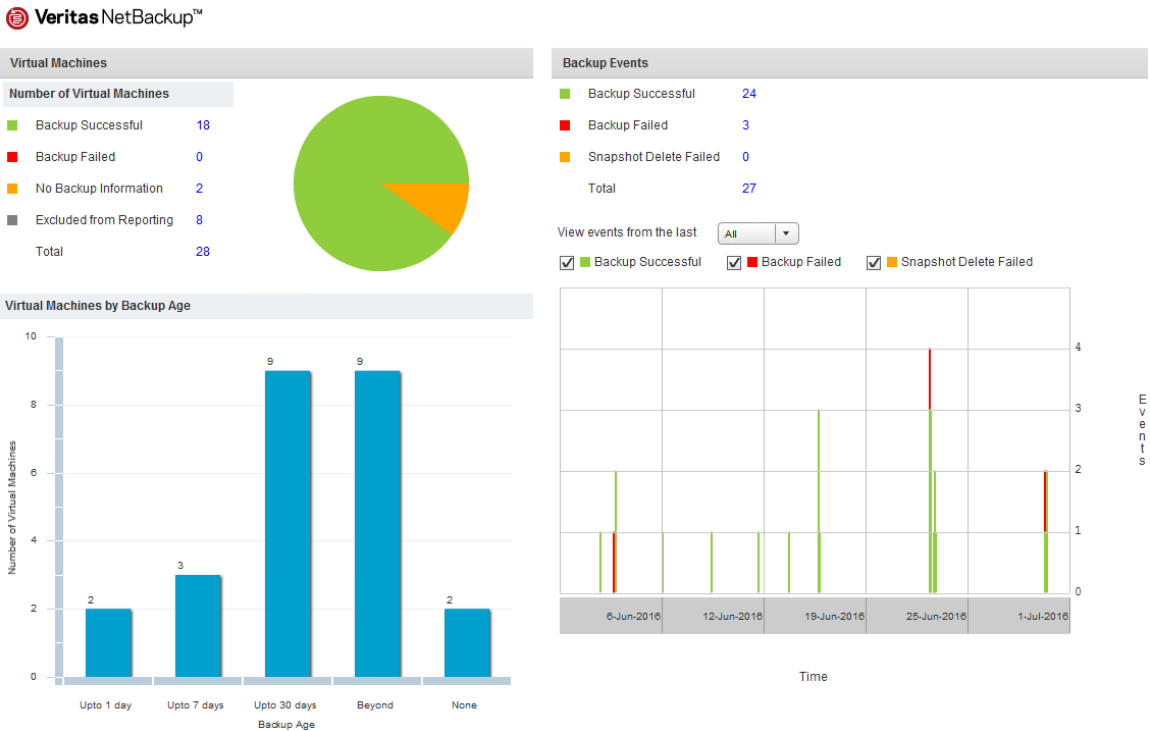 Veritas NetBackup™
Virtual Machines
Number of Virtual Machines
Backup Successful 18
Backup Failed 0
No Backup Information 2
Excluded from Reporting 8
Total 28
Virtual Machines by Backup Age
10
8
6
4
2
0
Number of Virtual Machines
2
3
9
9
2
Upto 1 day Upto 7 days Upto 30 days Beyond None
Backup Age
Backup Events
Backup Successful 24
Backup Failed 3
Snapshot Delete Failed 0
Total 27
View events from the last All
Backup Successful Backup Failed Snapshot Delete Failed
4
3
2
1
0
Events
6-Jun-2016 12-Jun-2016 19-Jun-2016 25-Jun-2016 1-Jul-2016
Time